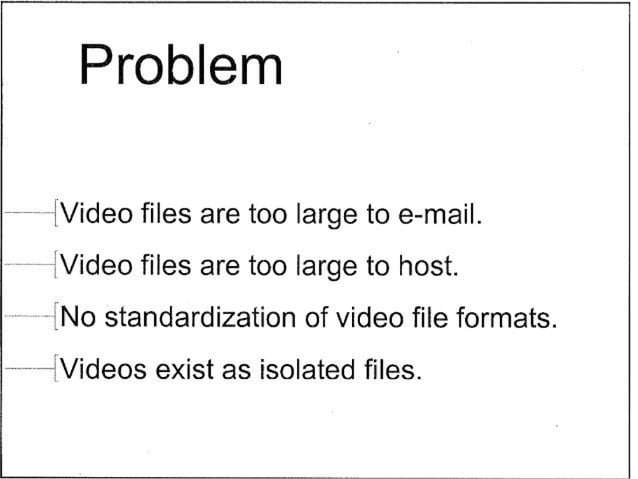 Problem
Video files are too large to e-mail.
Video files are too large to host.
No standardization of video file formats.
Videos exist as isolated files.